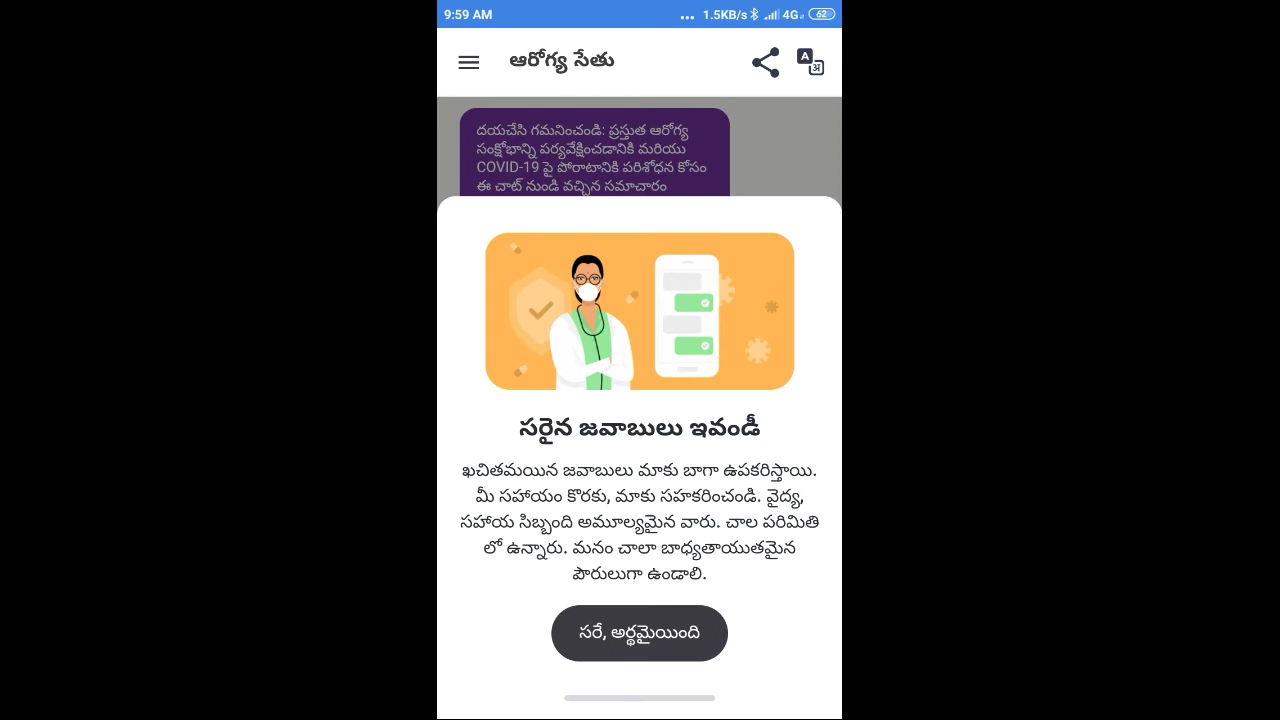 9:59 AM ... 1.5KB/s 4G 62
ఆరోగ్య సేతు
A अ
దయచేసి గమనించండి: ప్రస్తుత ఆరోగ్య
సంక్షోభాన్ని పర్యవేక్షించడానికి మరియు
COVID-19 పై పోరాటానికి పరిశోధన కోసం
ఈ చాట్ నుండి వచ్చిన సమాచారం
సరైన జవాబులు ఇవండీ
ఖచితమయిన జవాబులు మాకు బాగా ఉపకరిస్తాయి.
మీ సహాయం కొరకు, మాకు సహకరించండి. వైద్య,
సహాయ సిబ్బంది అమూల్యమైన వారు. చాల పరిమితి
లో ఉన్నారు. మనం చాలా బాధ్యతాయుతమైన
పౌరులుగా ఉండాలి.
సరే, అర్థమైయింది